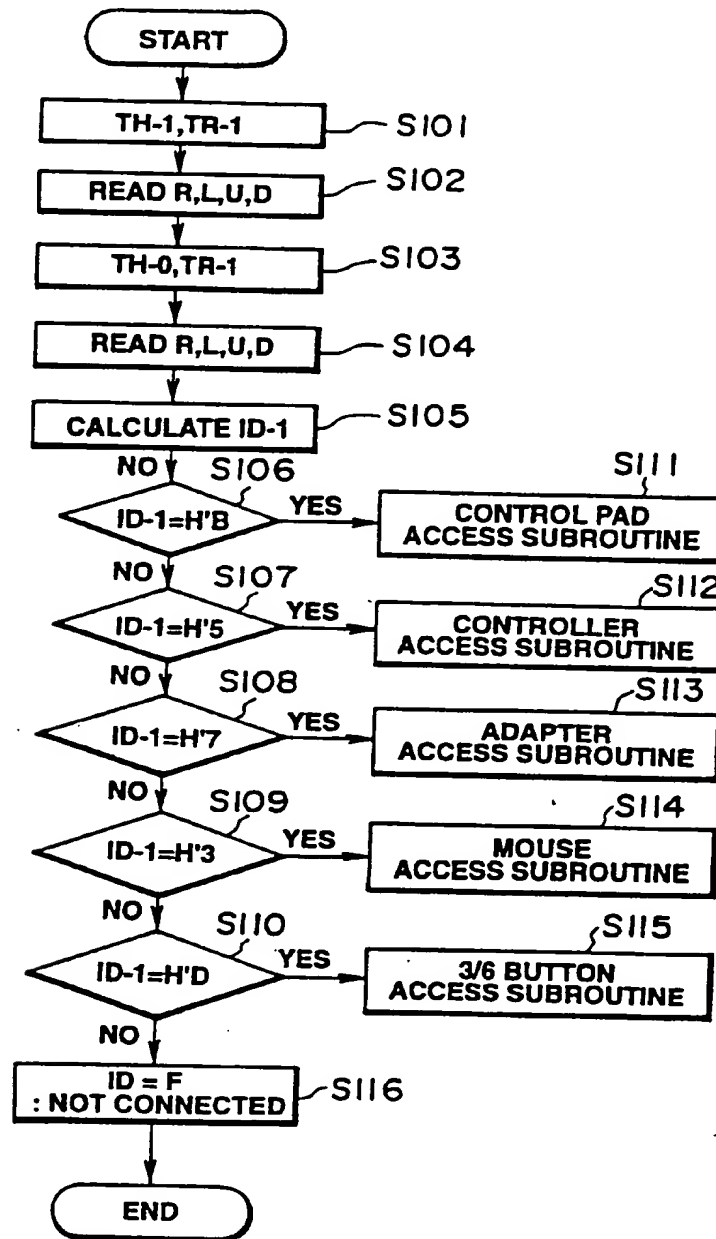 START
TH-1,TR-1
S101
READ R,L,U,D
S102
TH-0,TR-1
S103
READ R,L,U,D
S104
CALCULATE ID-1
S105
NO
S106
ID-1=H'B
YES
S111
CONTROL PAD
ACCESS SUBROUTINE
NO
S107
ID-1=H'5
YES
S112
CONTROLLER
ACCESS SUBROUTINE
NO
S108
ID-1=H'7
YES
S113
ADAPTER
ACCESS SUBROUTINE
NO
S109
ID-1=H'3
YES
S114
MOUSE
ACCESS SUBROUTINE
NO
S110
ID-1=H'D
YES
S115
3/6 BUTTON
ACCESS SUBROUTINE
NO
ID = F
: NOT CONNECTED
S116
END